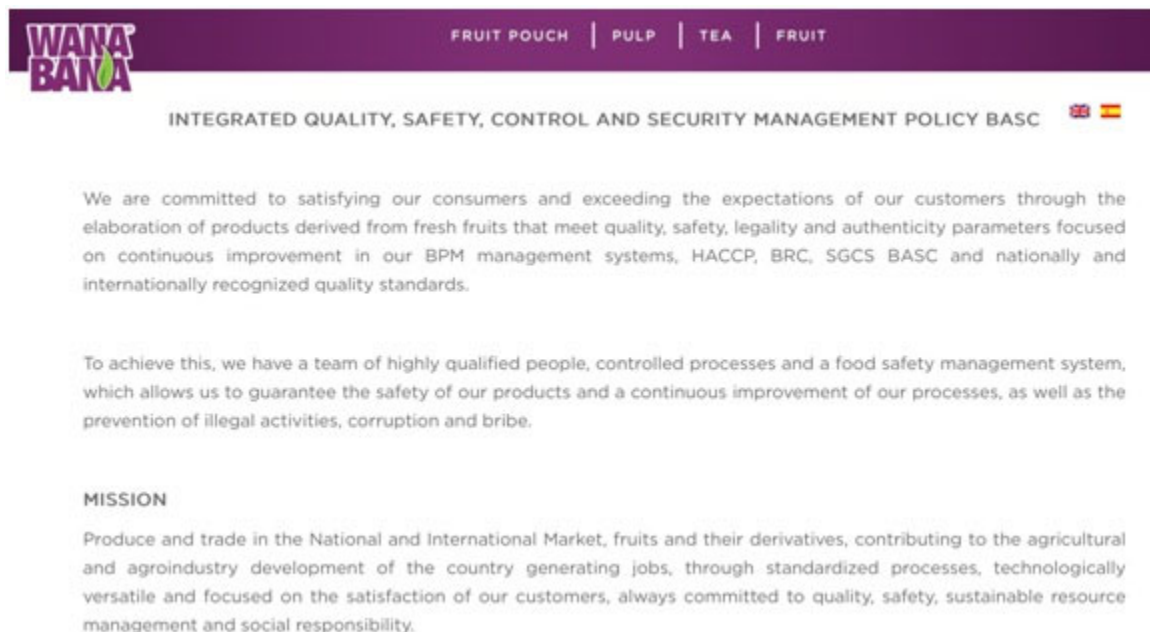 WANA
BANA
FRUIT POUCH | PULP | TEA | FRUIT
INTEGRATED QUALITY, SAFETY, CONTROL AND SECURITY MANAGEMENT POLICY BASC
We are committed to satisfying our consumers and exceeding the expectations of our customers through the
elaboration of products derived from fresh fruits that meet quality, safety, legality and authenticity parameters focused
on continuous improvement in our BPM management systems, HACCP, BRC, SGCS BASC and nationally and
internationally recognized quality standards.
To achieve this, we have a team of highly qualified people, controlled processes and a food safety management system,
which allows us to guarantee the safety of our products and a continuous improvement of our processes, as well as the
prevention of illegal activities, corruption and bribe.
MISSION
Produce and trade in the National and International Market, fruits and their derivatives, contributing to the agricultural
and agroindustry development of the country generating jobs, through standardized processes, technologically
versatile and focused on the satisfaction of our customers, always committed to quality, safety, sustainable resource
management and social responsibility.